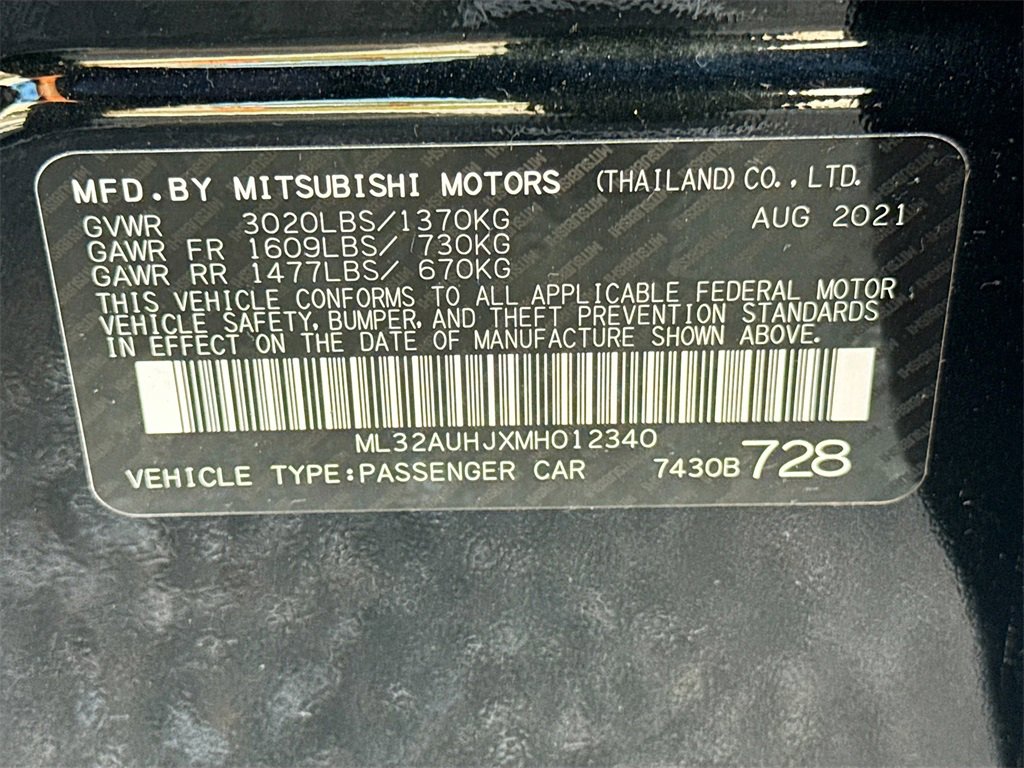 MFD.BY MITSUBISHI MOTORS (THAILAND) CO.,LTD.
GVWR 3020LBS/1370KG AUG 2021
GAWR FR 1609LBS/ 730KG
GAWR RR 1477LBS/ 670KG
THIS VEHICLE CONFORMS TO ALL APPLICABLE FEDERAL MOTOR
VEHICLE SAFETY, BUMPER, AND THEFT PREVENTION STANDARDS
IN EFFECT ON THE DATE OF MANUFACTURE SHOWN ABOVE.
ML32AUHJXMH012340
VEHICLE TYPE:PASSENGER CAR 7430B 728